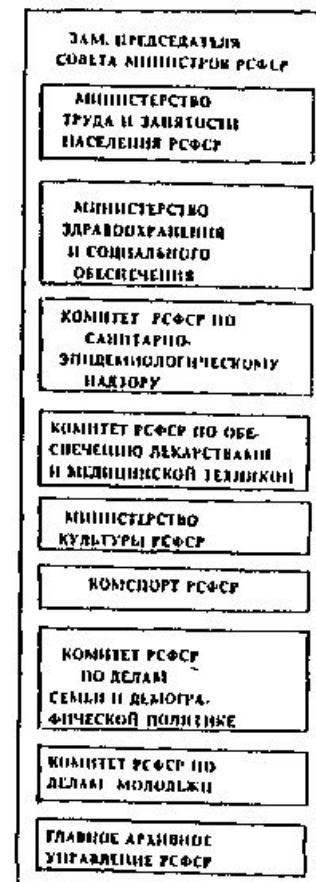 ЗАМ. ПРЕДСЕДАТЕЛЯ
СОВЕТА МИНИСТРОВ РСФСР
МИНИСТЕРСТВО
ТРУДА И ЗАНЯТОСТИ
НАСЕЛЕНИЯ РСФСР
МИНИСТЕРСТВО
ЗДРАВООХРАНЕНИЯ
И СОЦИАЛЬНОГО
ОБЕСПЕЧЕНИЯ
КОМИТЕТ РСФСР ПО
САНИТАРНО-
ЭПИДЕМИОЛОГИЧЕСКОМУ
НАДЗОРУ
КОМИТЕТ РСФСР ПО ОБЕ-
СПЕЧЕНИЮ ЛЕКАРСТВАМИ
И МЕДИЦИНСКОЙ ТЕХНИКОЙ
МИНИСТЕРСТВО
КУЛЬТУРЫ РСФСР
КОМСПОРТ РСФСР
КОМИТЕТ РСФСР
ПО ДЕЛАМ
СЕМЬИ И ДЕМОГРА-
ФИЧЕСКОЙ ПОЛИТИКЕ
КОМИТЕТ РСФСР ПО
ДЕЛАМ МОЛОДЕЖИ
ГЛАВНОЕ АРХИВНОЕ
УПРАВЛЕНИЕ РСФСР